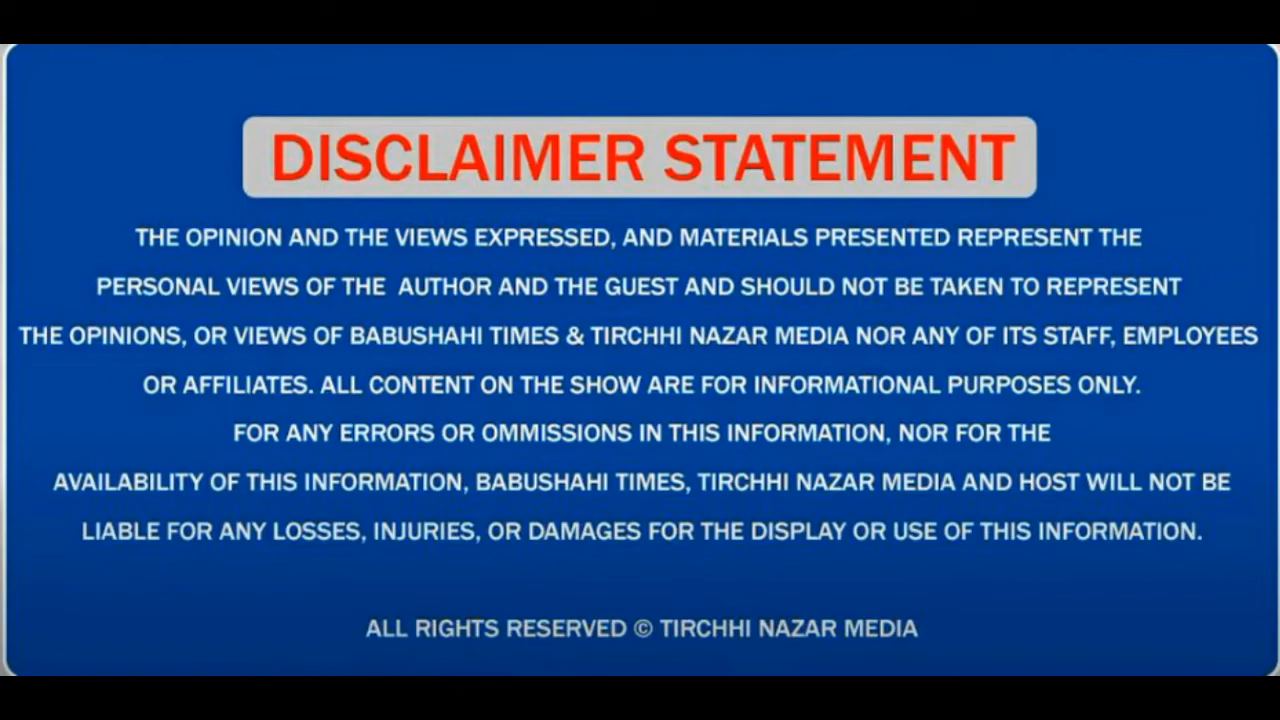 DISCLAIMER STATEMENT
THE OPINION AND THE VIEWS EXPRESSED, AND MATERIALS PRESENTED REPRESENT THE
PERSONAL VIEWS OF THE AUTHOR AND THE GUEST AND SHOULD NOT BE TAKEN TO REPRESENT
THE OPINIONS, OR VIEWS OF BABUSHAHI TIMES & TIRCHHI NAZAR MEDIA NOR ANY OF ITS STAFF, EMPLOYEES
OR AFFILIATES. ALL CONTENT ON THE SHOW ARE FOR INFORMATIONAL PURPOSES ONLY.
FOR ANY ERRORS OR OMMISSIONS IN THIS INFORMATION, NOR FOR THE
AVAILABILITY OF THIS INFORMATION, BABUSHAHI TIMES, TIRCHHI NAZAR MEDIA AND HOST WILL NOT BE
LIABLE FOR ANY LOSSES, INJURIES, OR DAMAGES FOR THE DISPLAY OR USE OF THIS INFORMATION.
ALL RIGHTS RESERVED © TIRCHHI NAZAR MEDIA